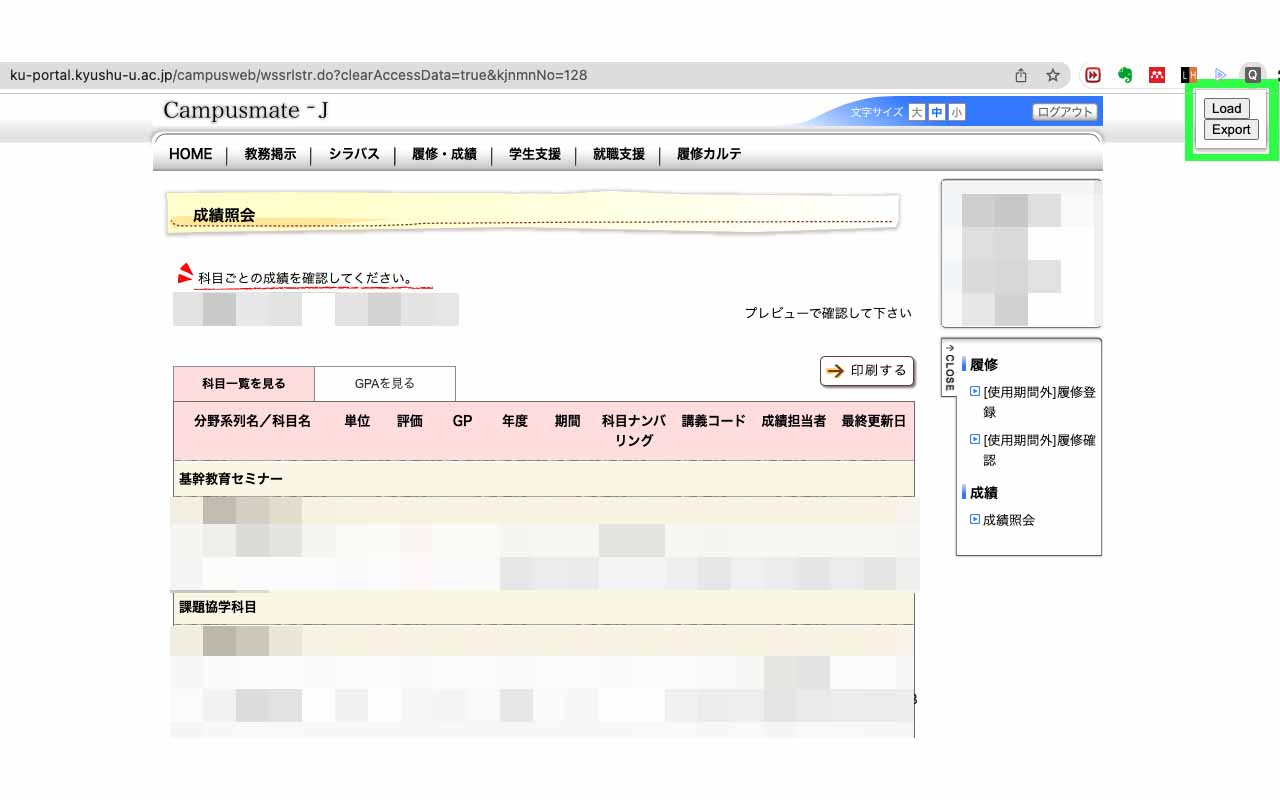 ku-portal.kyushu-u.ac.jp/campusweb/wssrlstr.do?clearAccessData=true&kjnmnNo=128
Q
Load
Export
Campusmate-J
文字サイズ 大 中 小
ログアウト
HOME 教務掲示 シラバス 履修・成績 学生支援 就職支援 履修カルテ
成績照会
科目ごとの成績を確認してください。
プレビューで確認して下さい
印刷する
科目一覧を見る GPAを見る
分野系列名／科目名 単位 評価 GP 年度 期間 科目ナンバ 講義コード 成績担当者 最終更新日
リング
基幹教育セミナー
課題協学科目
CLOSE
履修
[使用期間外]履修登
録
[使用期間外]履修確
認
成績
成績照会